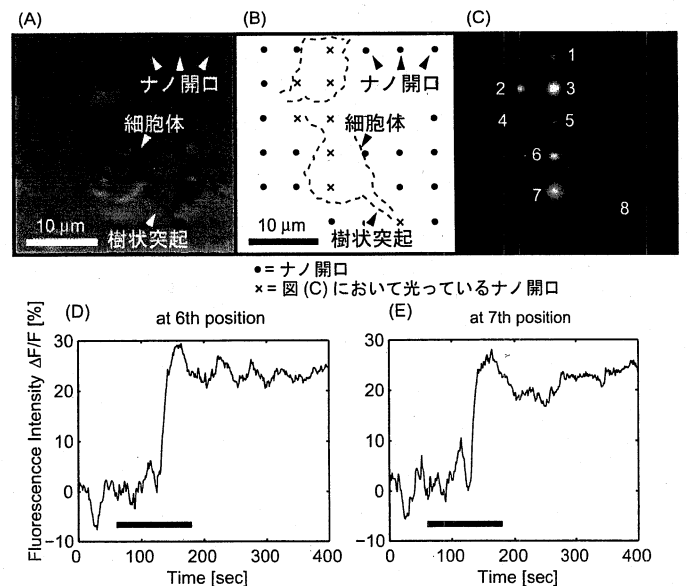 (A)
ナノ開口
細胞体
10 μm
樹状突起
(B)
ナノ開口
細胞体
10 μm
樹状突起
(C)
1
2
3
4
5
6
7
8
●= ナノ開口
×= 図 (C) において光っているナノ開口
(D)
at 6th position
Fluorescencce Intensity ΔF/F [%]
30
20
10
0
−10
0
100
200
300
400
Time [sec]
(E)
at 7th position
30
20
10
0
−10
0
100
200
300
400
Time [sec]